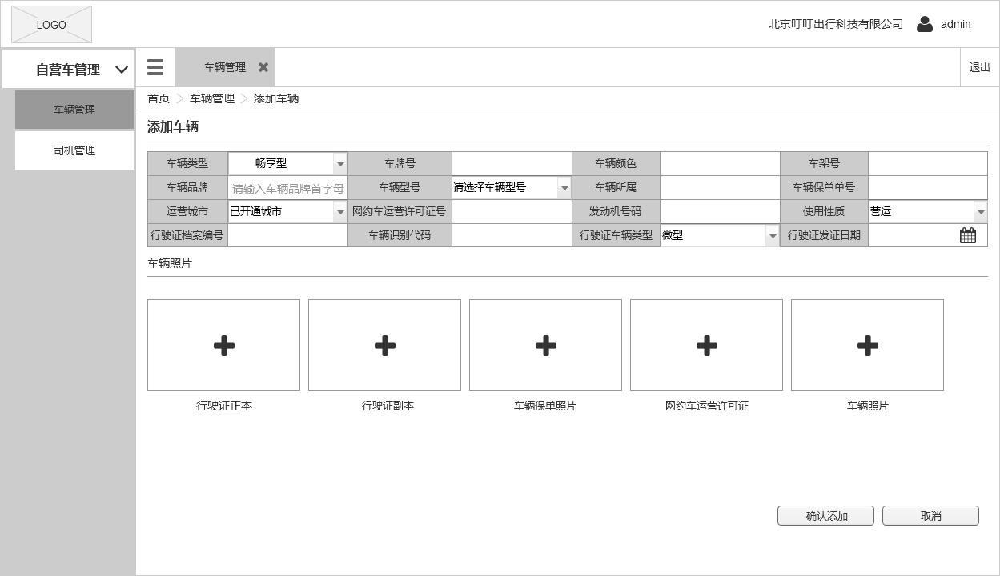 LOGO
北京叮叮出行科技有限公司 admin
自营车管理
车辆管理
司机管理
车辆管理
退出
首页 车辆管理 添加车辆
添加车辆
车辆类型 畅享型 车牌号 车辆颜色 车架号
车辆品牌 请输入车辆品牌首字母 车辆型号 请选择车辆型号 车辆所属 车辆保单单号
运营城市 已开通城市 网约车运营许可证号 发动机号码 使用性质 营运
行驶证档案编号 车辆识别代码 行驶证车辆类型 微型 行驶证发证日期
车辆照片
行驶证正本 行驶证副本 车辆保单照片 网约车运营许可证 车辆照片
确认添加 取消